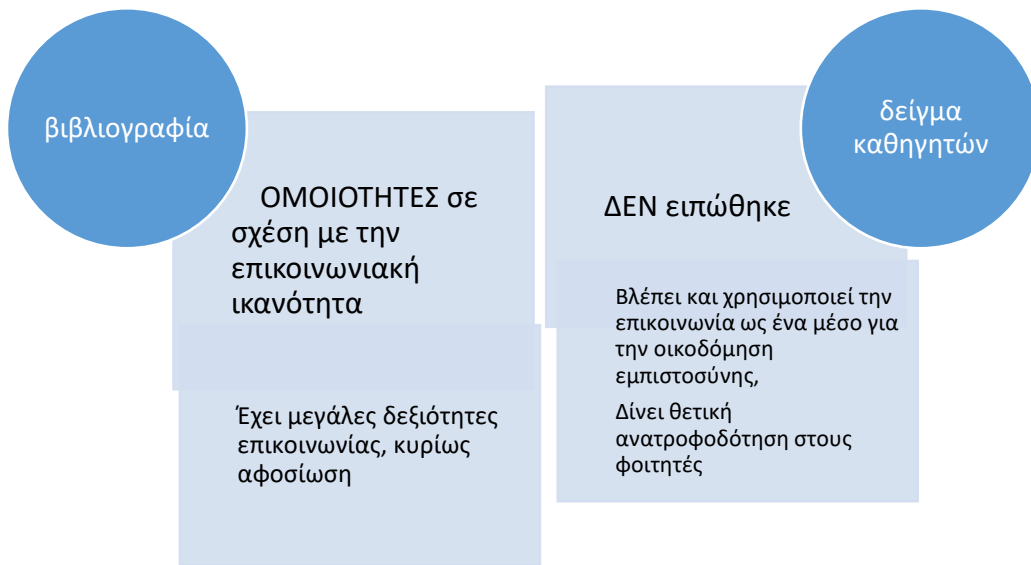 βιβλιογραφία
ΟΜΟΙΟΤΗΤΕΣ σε
σχέση με την
επικοινωνιακή
ικανότητα
Έχει μεγάλες δεξιότητες
επικοινωνίας, κυρίως
αφοσίωση
δείγμα
καθηγητών
ΔΕΝ ειπώθηκε
Βλέπει και χρησιμοποιεί την
επικοινωνία ως ένα μέσο για
την οικοδόμηση
εμπιστοσύνης,
Δίνει θετική
ανατροφοδότηση στους
φοιτητές